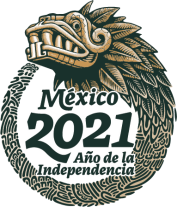 México
2021
Año de la
Independencia